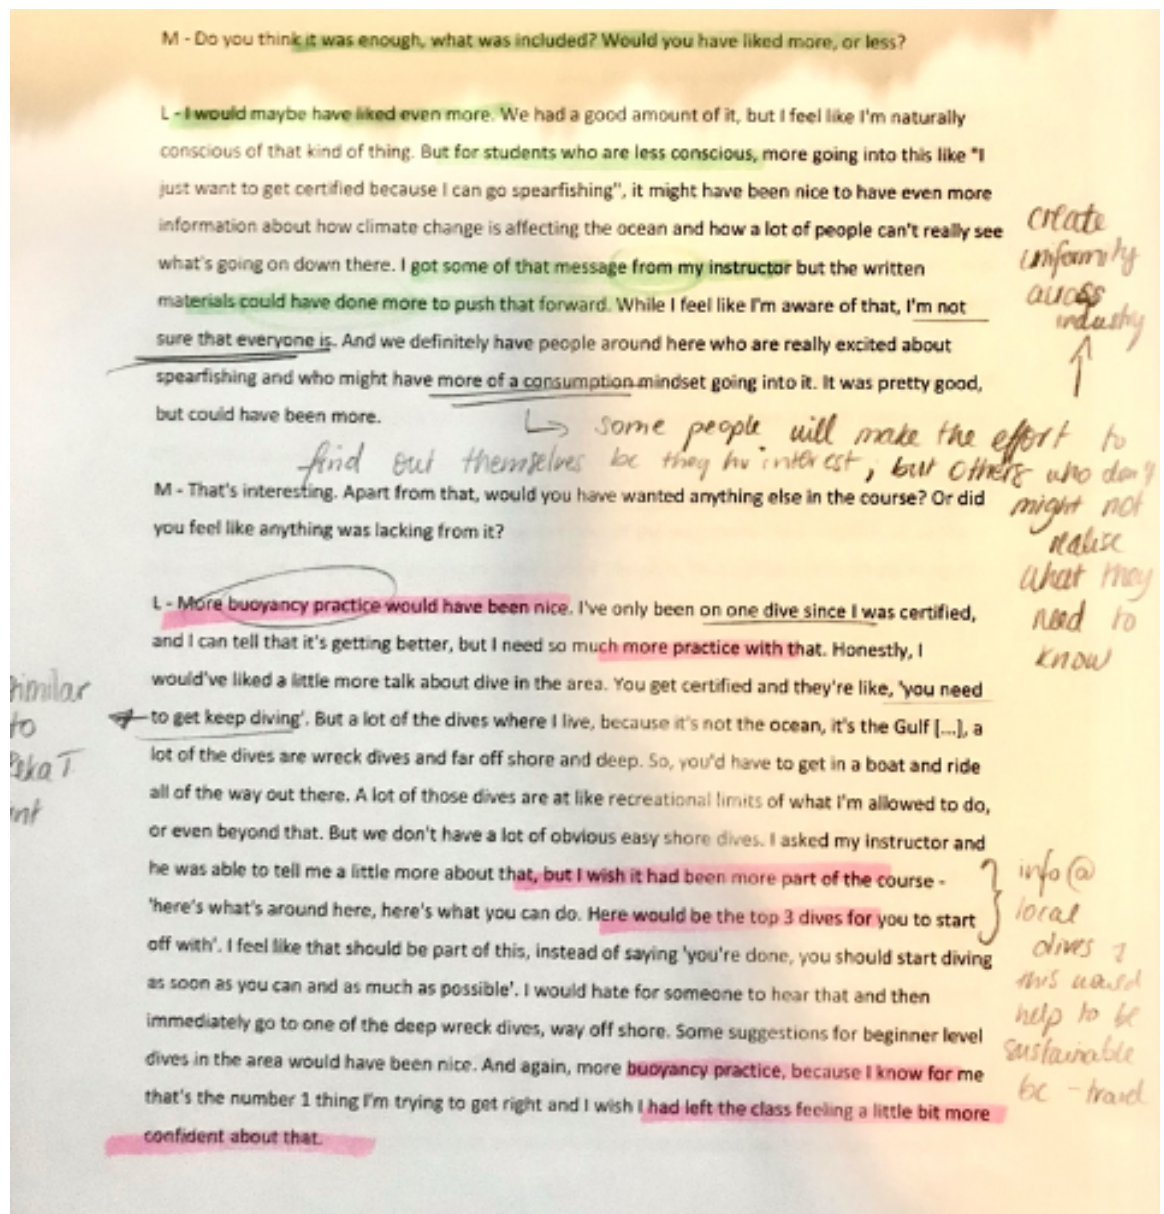 M - Do you think it was enough, what was included? Would you have liked more, or less?
L - I would maybe have liked even more. We had a good amount of it, but I feel like I'm naturally
conscious of that kind of thing. But for students who are less conscious, more going into this like "I
just want to get certified because I can go spearfishing", it might have been nice to have even more
information about how climate change is affecting the ocean and how a lot of people can't really see
what's going on down there. I got some of that message from my instructor but the written
materials could have done more to push that forward. While I feel like I'm aware of that, I'm not
sure that everyone is. And we definitely have people around here who are really excited about
spearfishing and who might have more of a consumption mindset going into it. It was pretty good,
but could have been more.
create
uniformity
across
industry
some people will make the effort to
find out themselves bc they hv interest, but others who don't
might not
realise
what they
need to
know
M - That's interesting. Apart from that, would you have wanted anything else in the course? Or did
you feel like anything was lacking from it?
L - More buoyancy practice would have been nice. I've only been on one dive since I was certified,
and I can tell that it's getting better, but I need so much more practice with that. Honestly, I
would've liked a little more talk about dive in the area. You get certified and they're like, 'you need
to get keep diving'. But a lot of the dives where I live, because it's not the ocean, it's the Gulf [...], a
lot of the dives are wreck dives and far off shore and deep. So, you'd have to get in a boat and ride
all of the way out there. A lot of those dives are at like recreational limits of what I'm allowed to do,
or even beyond that. But we don't have a lot of obvious easy shore dives. I asked my instructor and
he was able to tell me a little more about that, but I wish it had been more part of the course -
'here's what's around here, here's what you can do. Here would be the top 3 dives for you to start
off with'. I feel like that should be part of this, instead of saying 'you're done, you should start diving
as soon as you can and as much as possible'. I would hate for someone to hear that and then
immediately go to one of the deep wreck dives, way off shore. Some suggestions for beginner level
dives in the area would have been nice. And again, more buoyancy practice, because I know for me
that's the number 1 thing I'm trying to get right and I wish I had left the class feeling a little bit more
confident about that.
similar
to
info @
local
dives
this would
help to be
sustainable
bc - travel